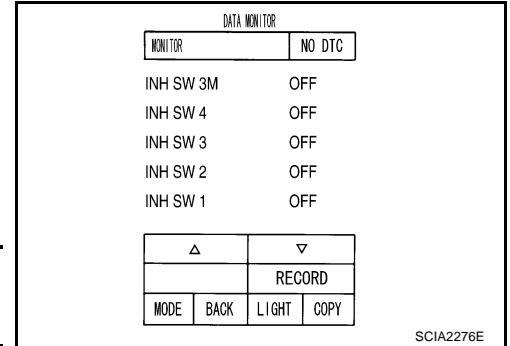 DATA MONITOR
MONITOR NO DTC
INH SW 3M OFF
INH SW 4 OFF
INH SW 3 OFF
INH SW 2 OFF
INH SW 1 OFF
△ ▽
RECORD
MODE BACK LIGHT COPY
SCIA2276E